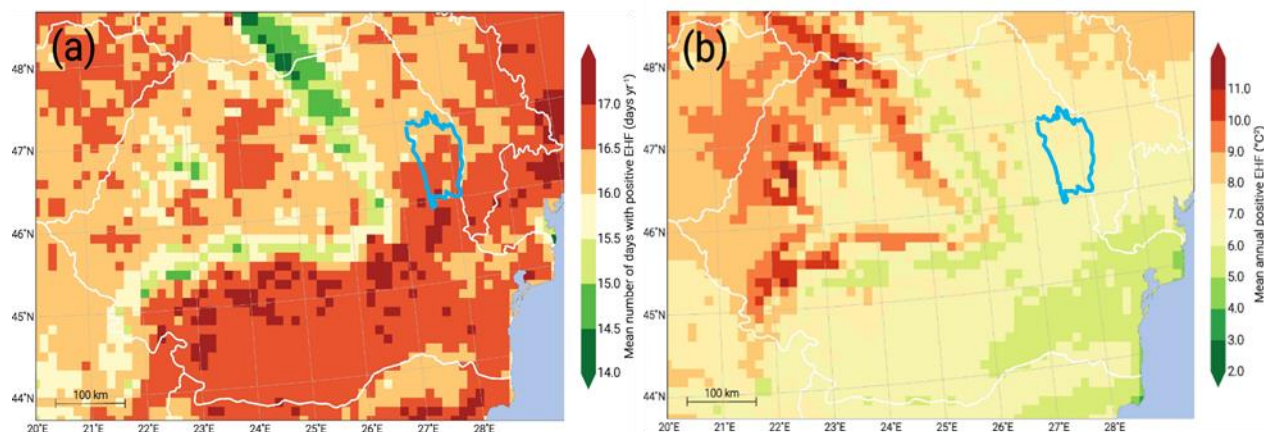 (a)
48°N
47°N
46°N
45°N
44°N
100 km
20°E
21°E
22°E
23°E
24°E
25°E
26°E
27°E
28°E
17.0
16.5
16.0
15.5
15.0
14.5
14.0
Mean number of days with positive EHF (days yr⁻¹)
(b)
48°N
47°N
46°N
45°N
44°N
100 km
20°E
21°E
22°E
23°E
24°E
25°E
26°E
27°E
28°E
11.0
10.0
9.0
8.0
7.0
6.0
5.0
4.0
3.0
2.0
Mean annual positive EHF (°C²)